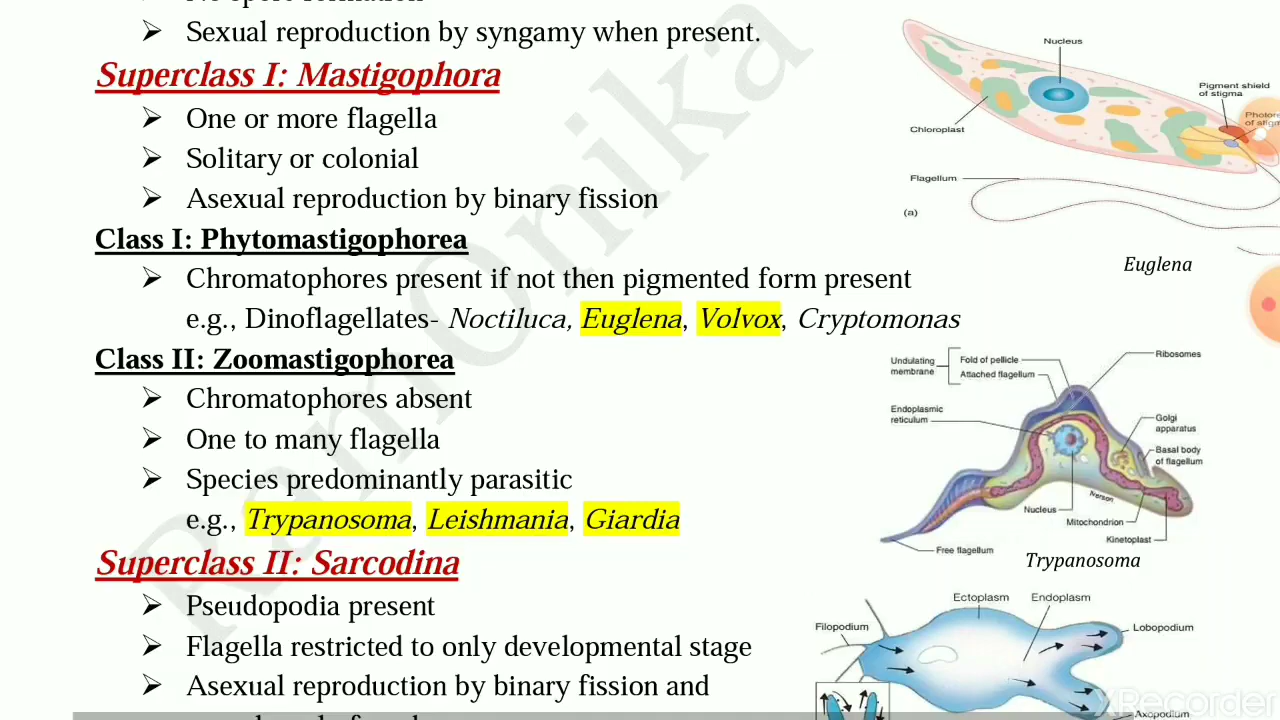 Sexual reproduction by syngamy when present.
Superclass I: Mastigophora
One or more flagella
Solitary or colonial
Asexual reproduction by binary fission
Class I: Phytomastigophorea
Chromatophores present if not then pigmented form present
e.g., Dinoflagellates- Noctiluca, Euglena, Volvox, Cryptomonas
Class II: Zoomastigophorea
Chromatophores absent
One to many flagella
Species predominantly parasitic
e.g., Trypanosoma, Leishmania, Giardia
Superclass II: Sarcodina
Pseudopodia present
Flagella restricted to only developmental stage
Asexual reproduction by binary fission and
Nucleus
Pigment shield
of stigma
Chloroplast
Flagellum
(a)
Euglena
Undulating
membrane
Fold of pellicle
Attached flagellum
Ribosomes
Endoplasmic
reticulum
Golgi
apparatus
Basal body
of flagellum
Nucleus
Mitochondrion
Kinetoplast
Free flagellum
Trypanosoma
Ectoplasm
Endoplasm
Filopodium
Lobopodium
Axopodium
RamOnika
XRecorder